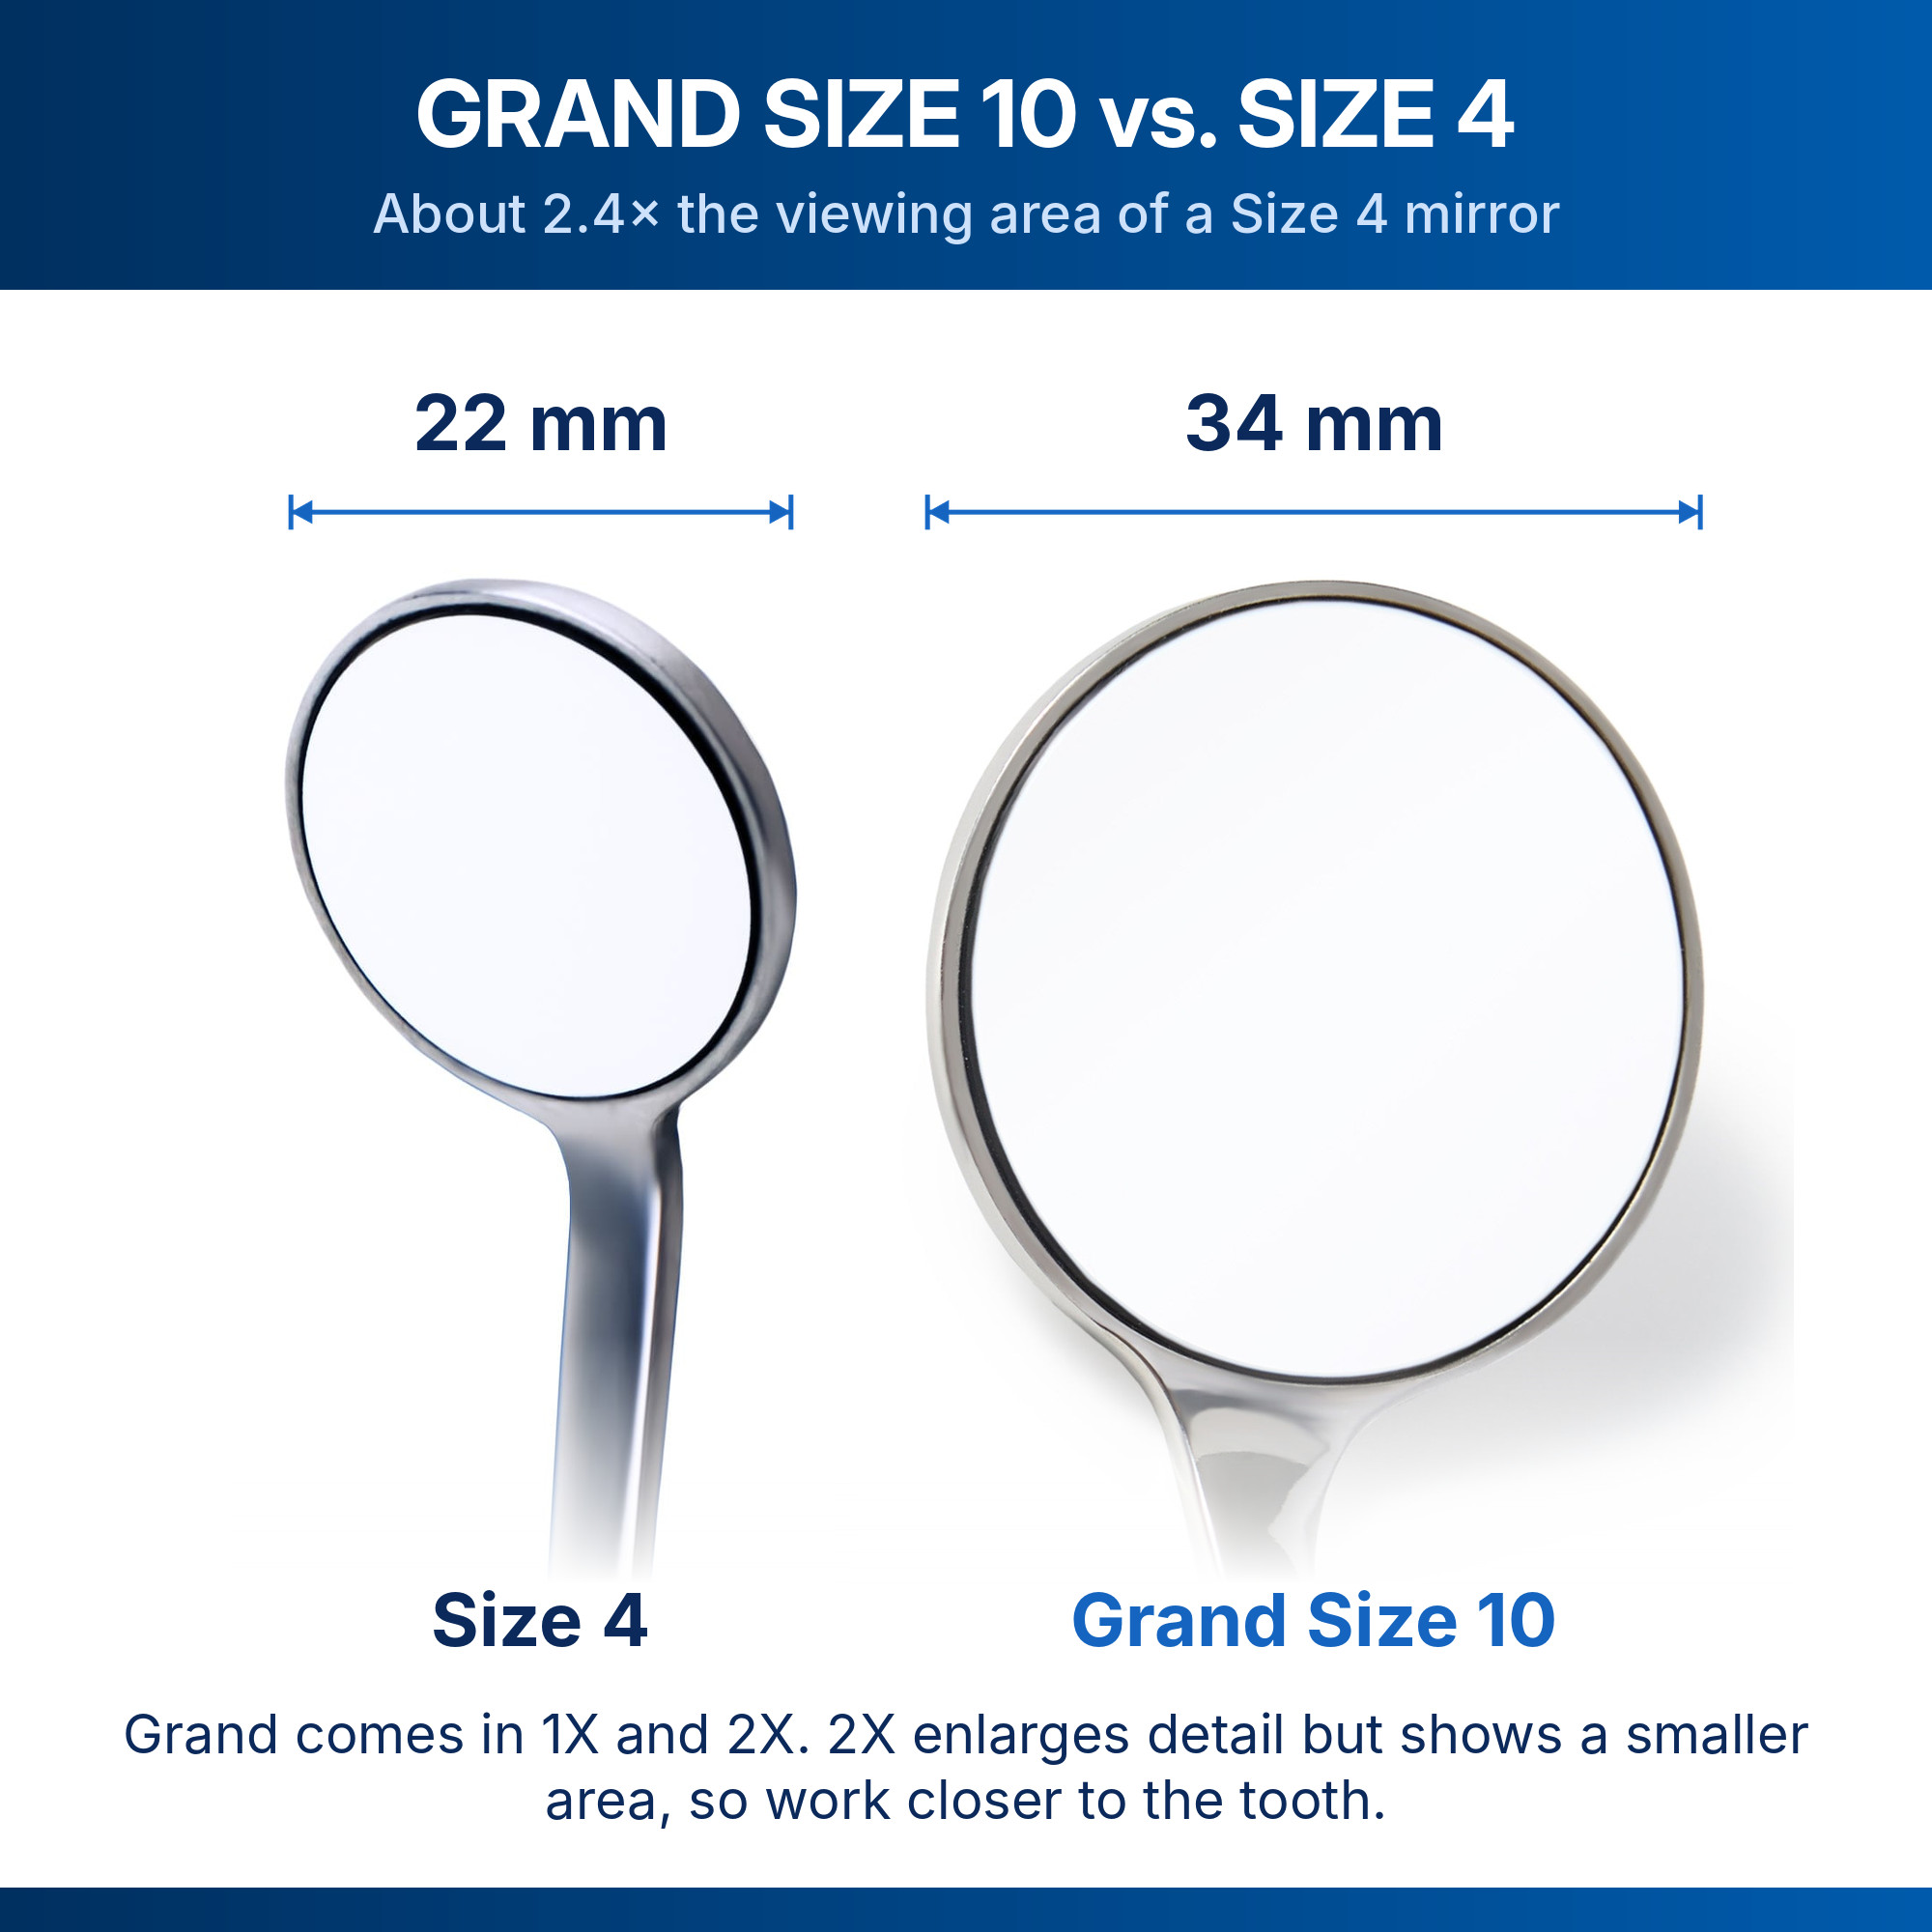 GRAND SIZE 10 vs. SIZE 4
About 2.4× the viewing area of a Size 4 mirror
22 mm
34 mm
Size 4
Grand Size 10
Grand comes in 1X and 2X. 2X enlarges detail but shows a smaller
area, so work closer to the tooth.